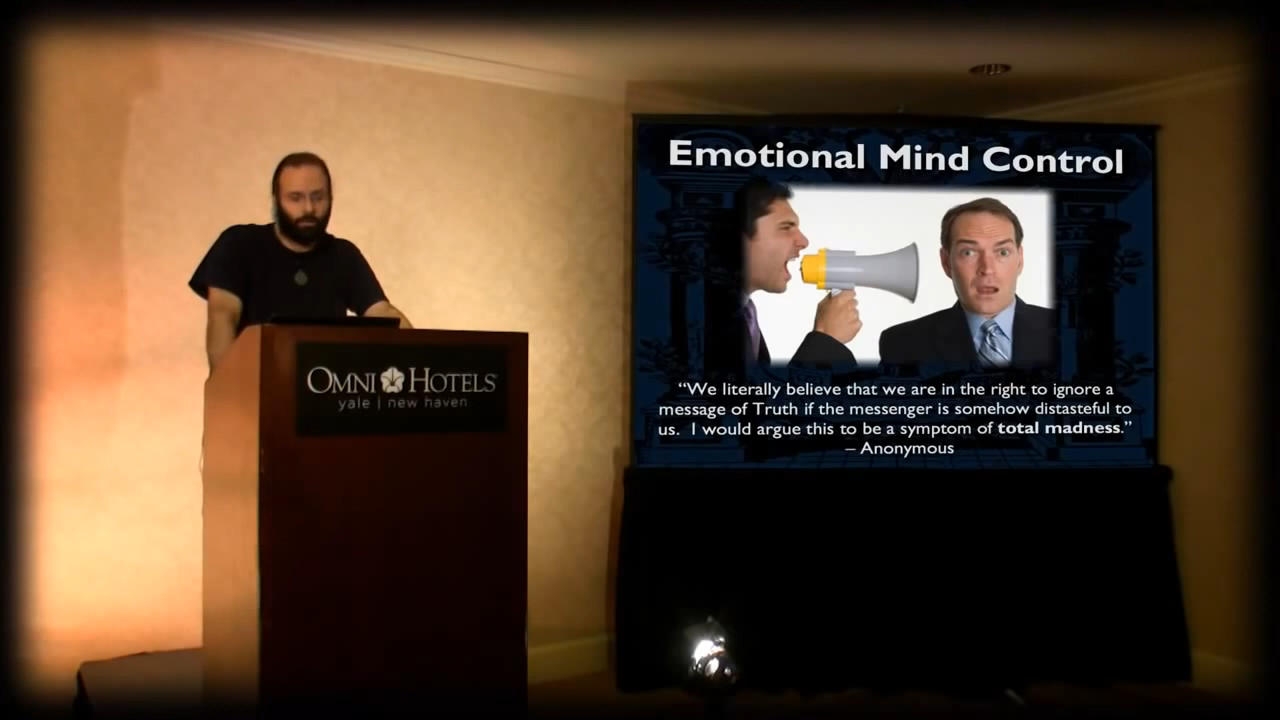 Emotional Mind Control
OMNI HOTELS
yale | new haven
“We literally believe that we are in the right to ignore a
message of Truth if the messenger is somehow distasteful to
us.  I would argue this to be a symptom of total madness.”
– Anonymous